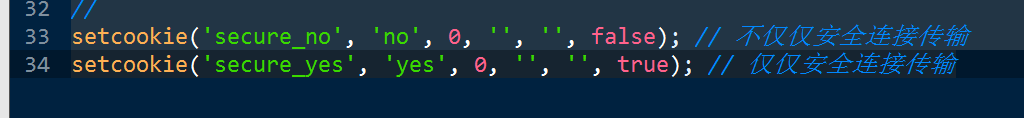 32 //
33 setcookie('secure_no', 'no', 0, '', '', false); // 不仅仅安全连接传输
34 setcookie('secure_yes', 'yes', 0, '', '', true); // 仅仅安全连接传输